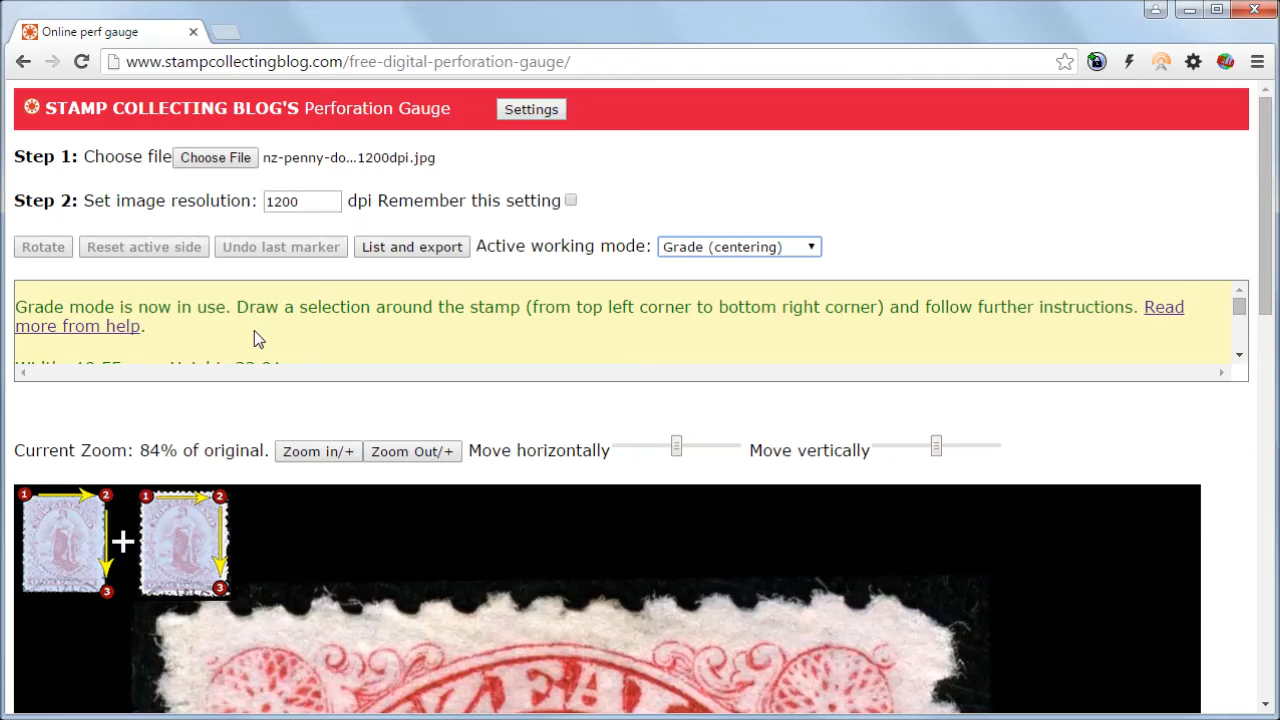 Online perf gauge
www.stampcollectingblog.com/free-digital-perforation-gauge/
STAMP COLLECTING BLOG'S Perforation Gauge Settings
Step 1: Choose file Choose File nz-penny-do...1200dpi.jpg
Step 2: Set image resolution: 1200 dpi Remember this setting
Rotate Reset active side Undo last marker List and export Active working mode: Grade (centering)
Grade mode is now in use. Draw a selection around the stamp (from top left corner to bottom right corner) and follow further instructions. Read
more from help.
Current Zoom: 84% of original. Zoom in/+ Zoom Out/+ Move horizontally Move vertically
1 2 1 2
+
3 3
ZEA